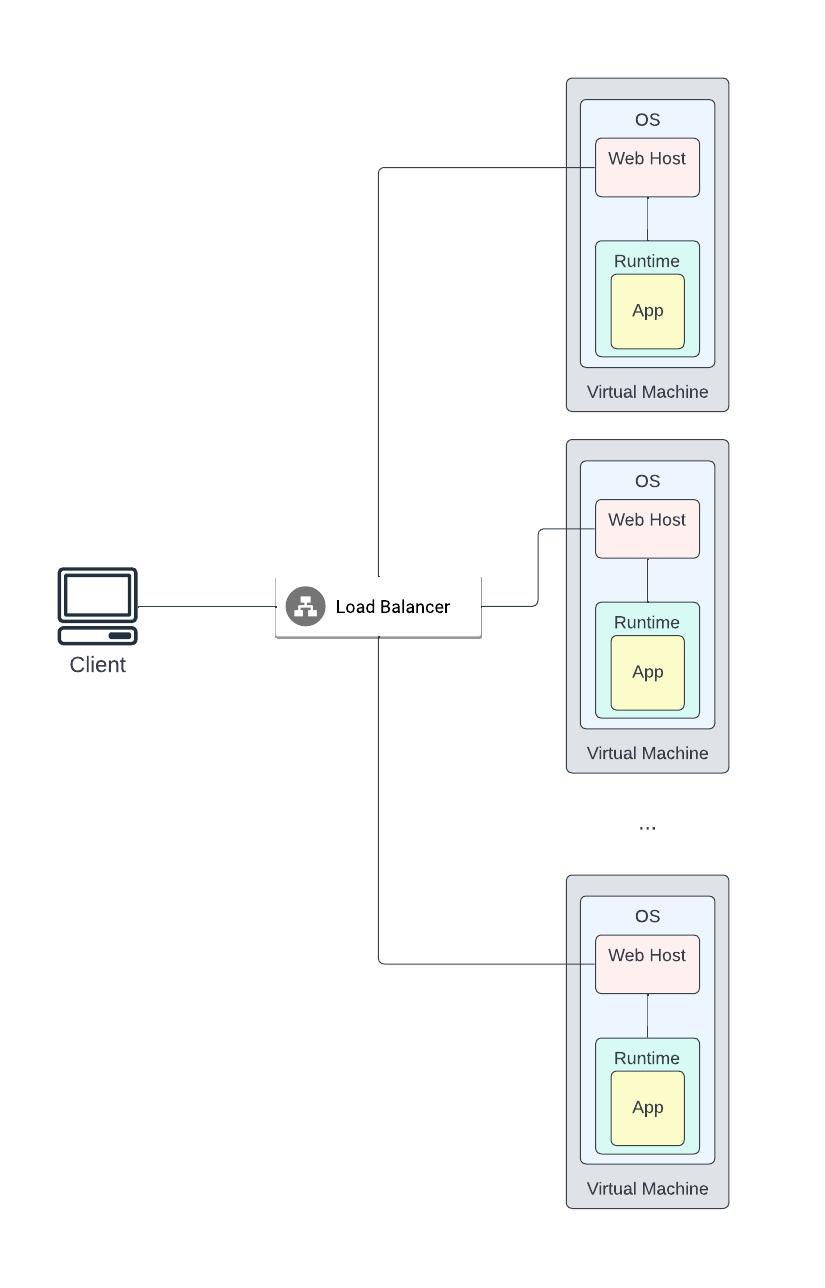 OS
Web Host
Runtime
App
Virtual Machine
OS
Web Host
Runtime
App
Virtual Machine
Client
Load Balancer
...
OS
Web Host
Runtime
App
Virtual Machine